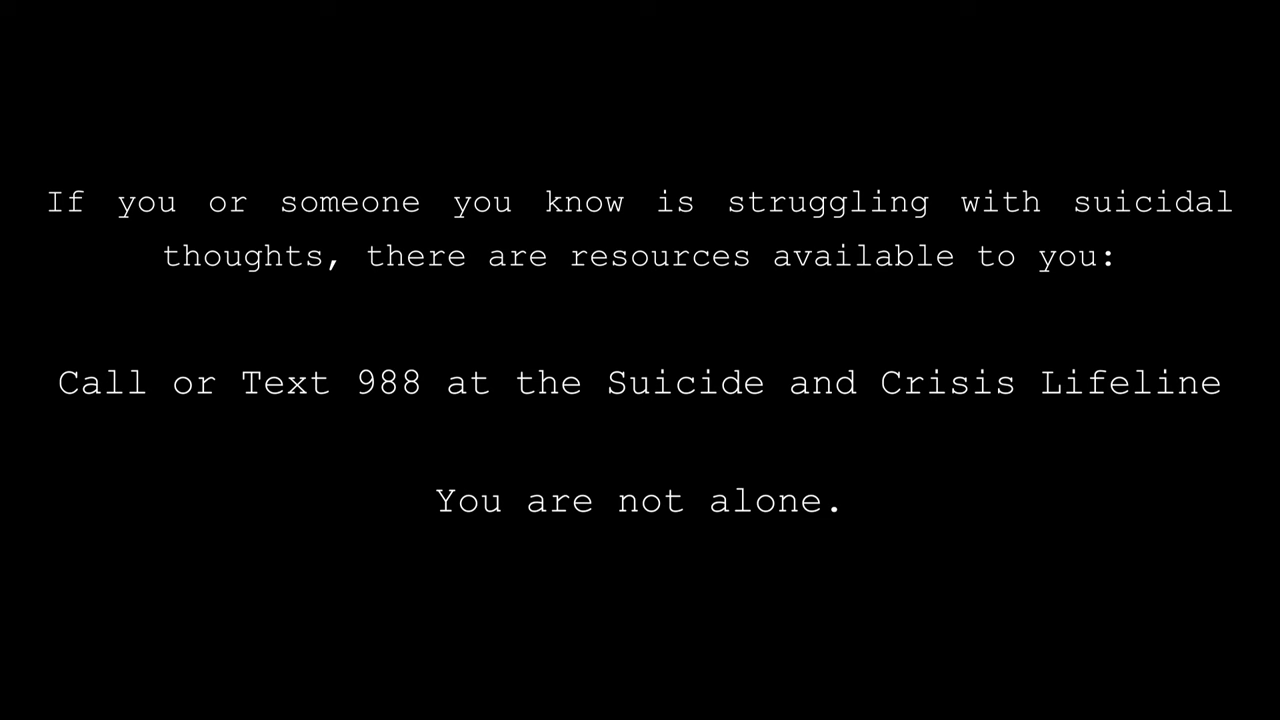 If you or someone you know is struggling with suicidal
thoughts, there are resources available to you:
Call or Text 988 at the Suicide and Crisis Lifeline
You are not alone.